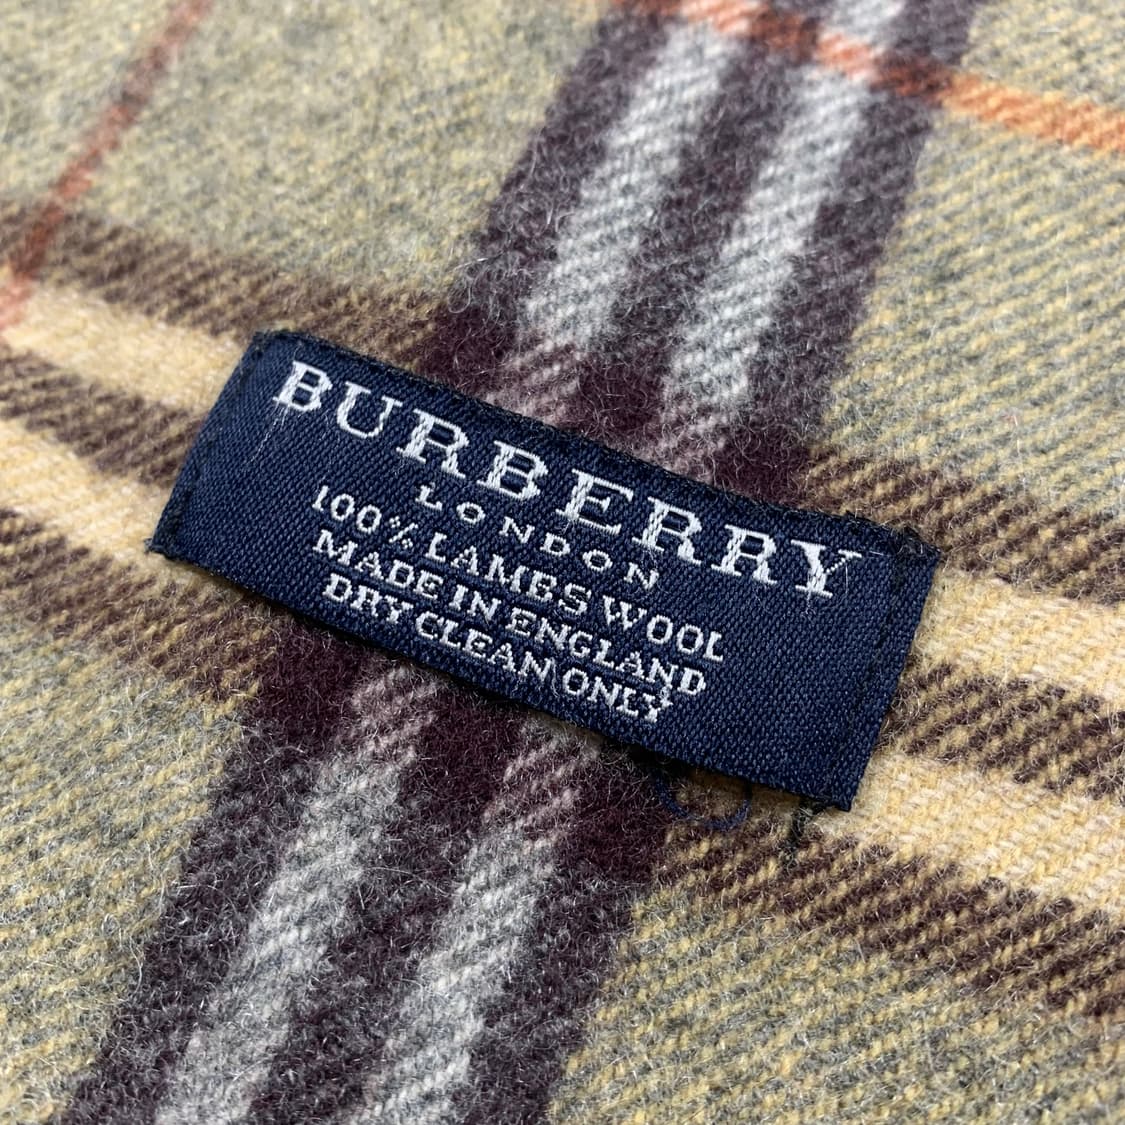 BURBERRY
LONDON
100% LAMBS WOOL
MADE IN ENGLAND
DRY CLEAN ONLY